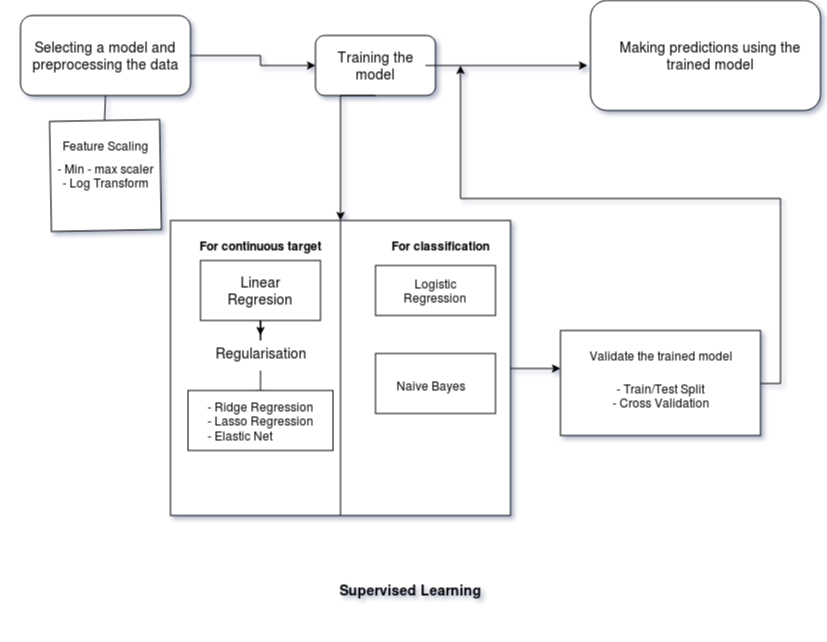 Selecting a model and
preprocessing the data
Training the
model
Making predictions using the
trained model
Feature Scaling
- Min - max scaler
- Log Transform
For continuous target
Linear
Regresion
Regularisation
- Ridge Regression
- Lasso Regression
- Elastic Net
For classification
Logistic
Regression
Naive Bayes
Validate the trained model
- Train/Test Split
- Cross Validation
Supervised Learning